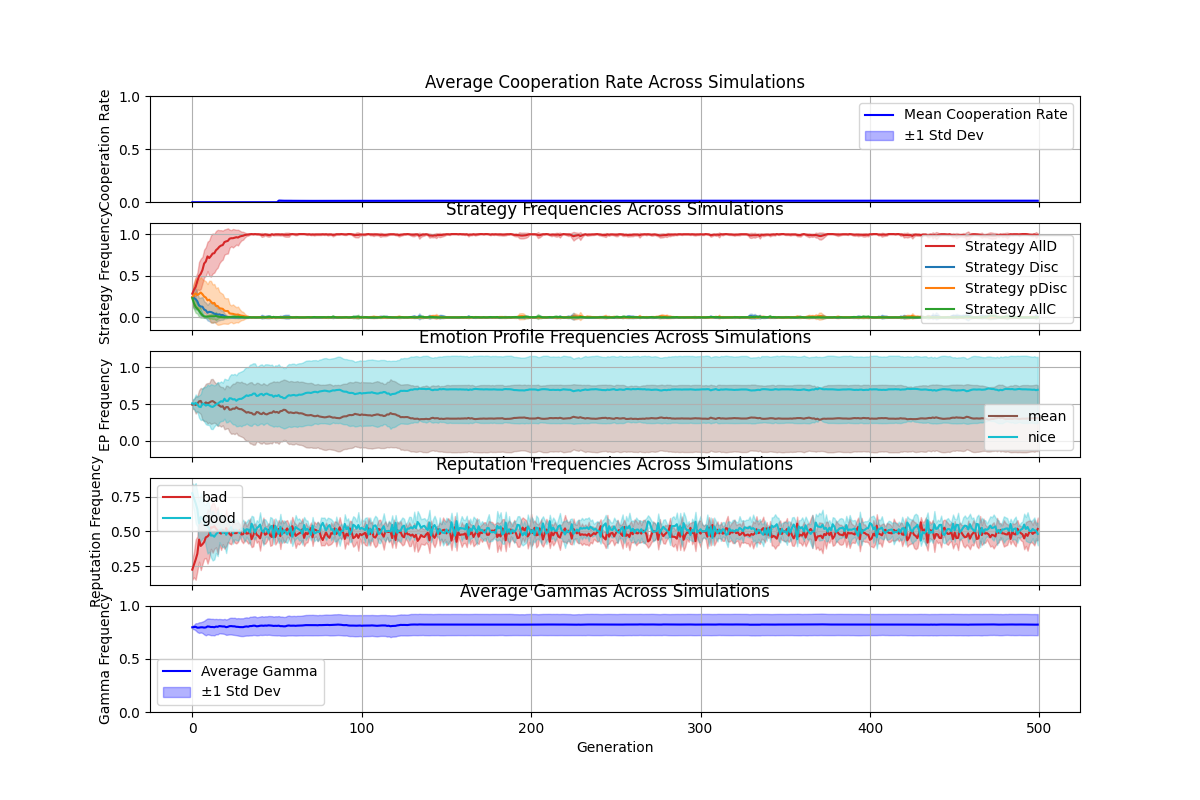 Average Cooperation Rate Across Simulations
Cooperation Rate
1.0
0.5
0.0
Mean Cooperation Rate
±1 Std Dev
Strategy Frequencies Across Simulations
Strategy Frequency
1.0
0.5
0.0
Strategy AllD
Strategy Disc
Strategy pDisc
Strategy AllC
Emotion Profile Frequencies Across Simulations
EP Frequency
1.0
0.5
0.0
mean
nice
Reputation Frequencies Across Simulations
Reputation Frequency
0.75
0.50
0.25
bad
good
Average Gammas Across Simulations
Gamma Frequency
1.0
0.5
0.0
Average Gamma
±1 Std Dev
0 100 200 300 400 500
Generation